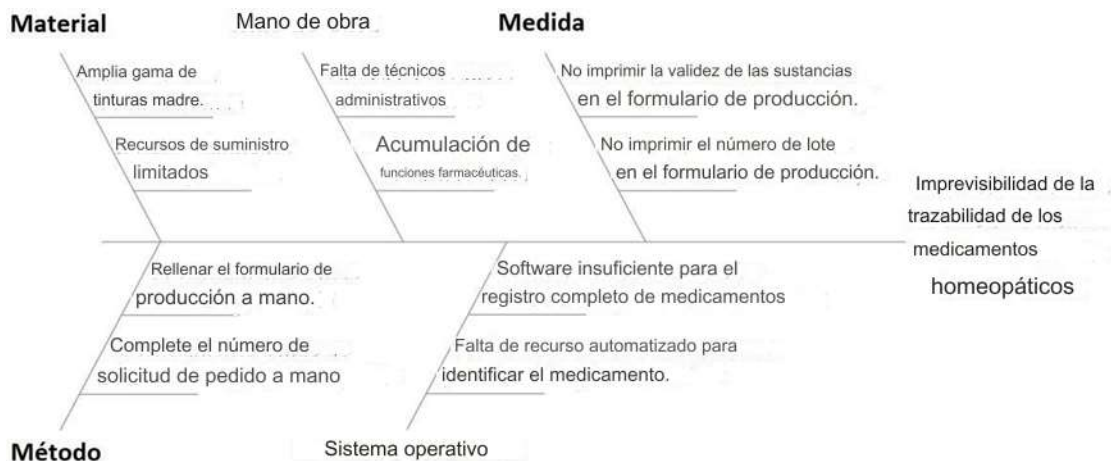 Material
Mano de obra
Medida
Amplia gama de
tinturas madre.
Recursos de suministro
limitados
Falta de técnicos
administrativos
Acumulación de
funciones farmacéuticas.
No imprimir la validez de las sustancias
en el formulario de producción.
No imprimir el número de lote
en el formulario de producción.
Imprevisibilidad de la
trazabilidad de los
medicamentos
homeopáticos
Rellenar el formulario de
producción a mano.
Complete el número de
solicitud de pedido a mano
Software insuficiente para el
registro completo de medicamentos
Falta de recurso automatizado para
identificar el medicamento.
Método
Sistema operativo